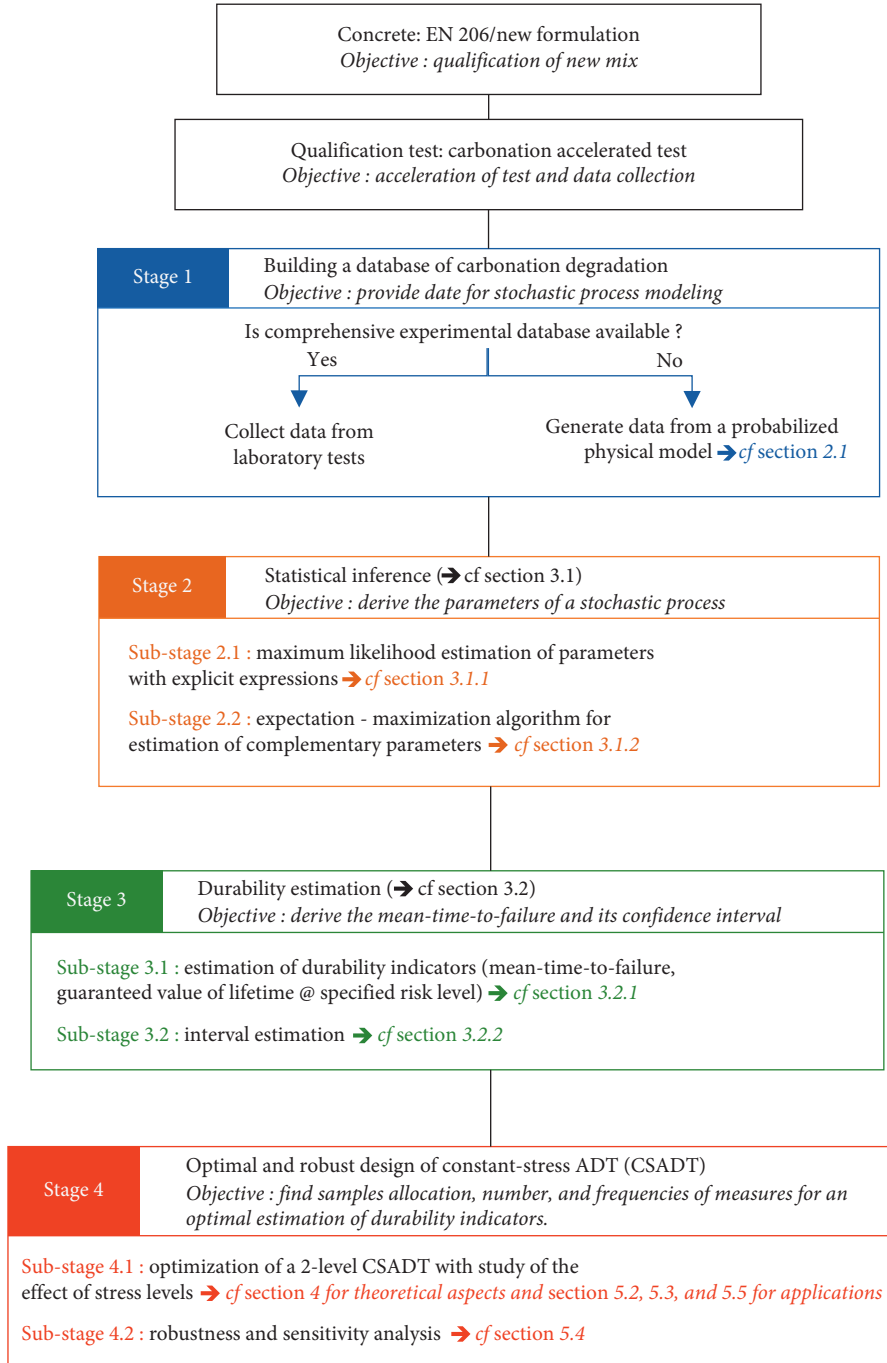 Concrete: EN 206/new formulation
Objective : qualification of new mix
Qualification test: carbonation accelerated test
Objective : acceleration of test and data collection
Stage 1
Building a database of carbonation degradation
Objective : provide date for stochastic process modeling
Is comprehensive experimental database available ?
Yes
No
Collect data from
laboratory tests
Generate data from a probabilized
physical model ➔ cf section 2.1
Stage 2
Statistical inference (➔ cf section 3.1)
Objective : derive the parameters of a stochastic process
Sub-stage 2.1 : maximum likelihood estimation of parameters
with explicit expressions ➔ cf section 3.1.1
Sub-stage 2.2 : expectation - maximization algorithm for
estimation of complementary parameters ➔ cf section 3.1.2
Stage 3
Durability estimation (➔ cf section 3.2)
Objective : derive the mean-time-to-failure and its confidence interval
Sub-stage 3.1 : estimation of durability indicators (mean-time-to-failure,
guaranteed value of lifetime @ specified risk level) ➔ cf section 3.2.1
Sub-stage 3.2 : interval estimation ➔ cf section 3.2.2
Stage 4
Optimal and robust design of constant-stress ADT (CSADT)
Objective : find samples allocation, number, and frequencies of measures for an
optimal estimation of durability indicators.
Sub-stage 4.1 : optimization of a 2-level CSADT with study of the
effect of stress levels ➔ cf section 4 for theoretical aspects and section 5.2, 5.3, and 5.5 for applications
Sub-stage 4.2 : robustness and sensitivity analysis ➔ cf section 5.4